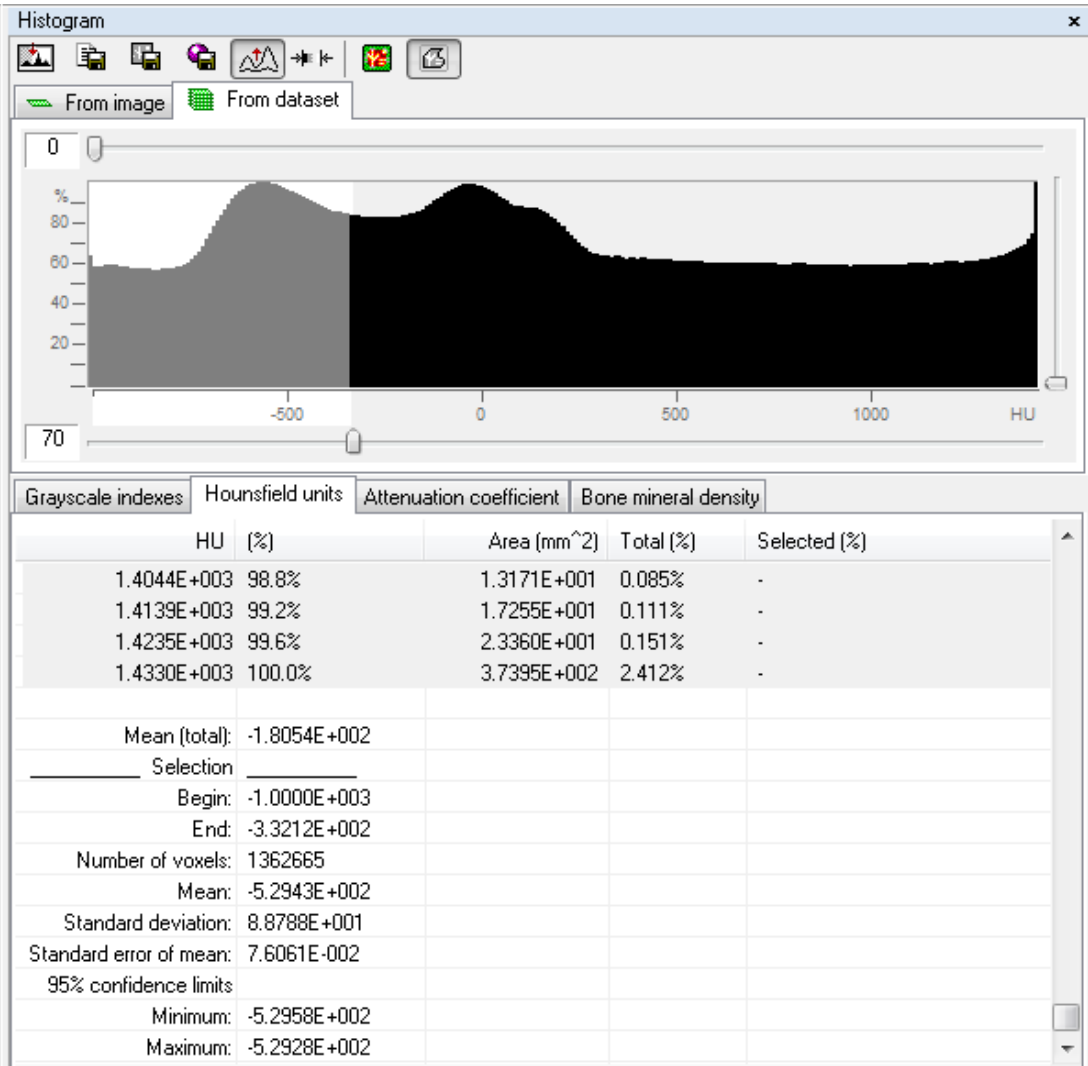 Histogram
From image From dataset
0
%
80
60
40
20
-500 0 500 1000 HU
70
Grayscale indexes Hounsfield units Attenuation coefficient Bone mineral density
HU (%) Area (mm^2) Total (%) Selected (%)
1.4044E+003 98.8% 1.3171E+001 0.085% -
1.4139E+003 99.2% 1.7255E+001 0.111% -
1.4235E+003 99.6% 2.3360E+001 0.151% -
1.4330E+003 100.0% 3.7395E+002 2.412% -
Mean (total): -1.8054E+002
__________ Selection __________
Begin: -1.0000E+003
End: -3.3212E+002
Number of voxels: 1362665
Mean: -5.2943E+002
Standard deviation: 8.8788E+001
Standard error of mean: 7.6061E-002
95% confidence limits
Minimum: -5.2958E+002
Maximum: -5.2928E+002